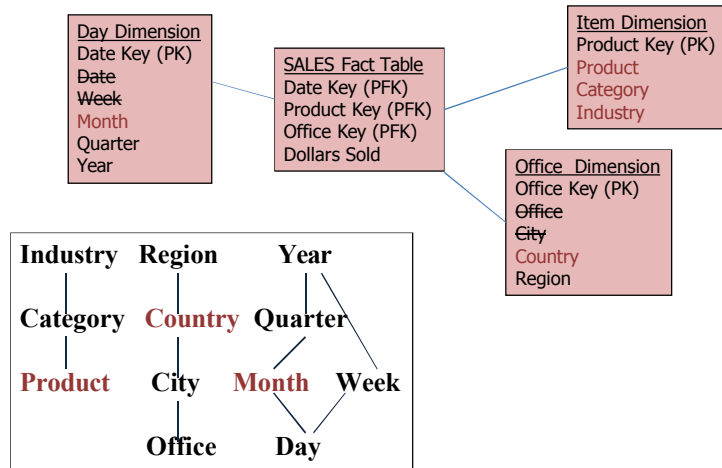 Day Dimension
Date Key (PK)
Date
Week
Month
Quarter
Year
SALES Fact Table
Date Key (PFK)
Product Key (PFK)
Office Key (PFK)
Dollars Sold
Item Dimension
Product Key (PK)
Product
Category
Industry
Office Dimension
Office Key (PK)
Office
City
Country
Region
Industry Region Year
Category Country Quarter
Product City Month Week
Office Day